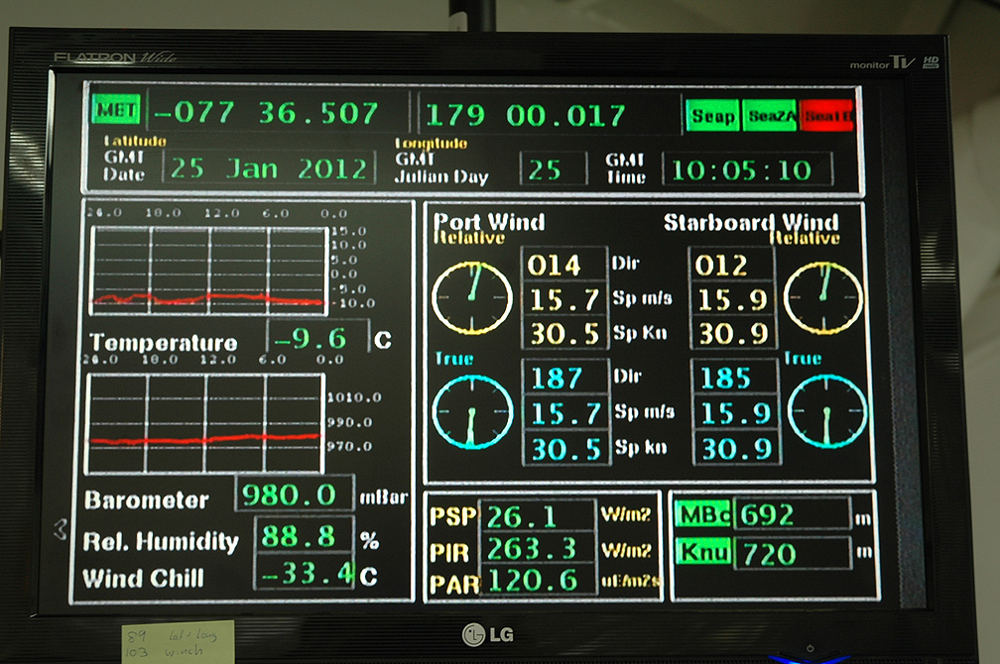 FLATRON Wide
monitor TV HD
MET -077 36.507 179 00.017 Seap SeaZA
Latitude Longitude
GMT Date 25 Jan 2012 GMT Julian Day 25 GMT Time 10:05:10
18.0 12.0 6.0 0.0
15.0
10.0
5.0
0.0
-5.0
-10.0
Temperature -9.6 C
18.0 12.0 6.0 0.0
1010.0
990.0
970.0
Barometer 980.0 mBar
Rel. Humidity 88.8 %
Wind Chill -33.4 C
Port Wind Starboard Wind
Relative Relative
014 Dir 012
15.7 Sp m/s 15.9
30.5 Sp Kn 30.9
True True
187 Dir 185
15.7 Sp m/s 15.9
30.5 Sp kn 30.9
PSP 26.1 W/m2
PIR 263.3 W/m2
PAR 120.6 uE/m2s
MBc 692 m
Knu 720 m
LG
89 lat + long
103 winch